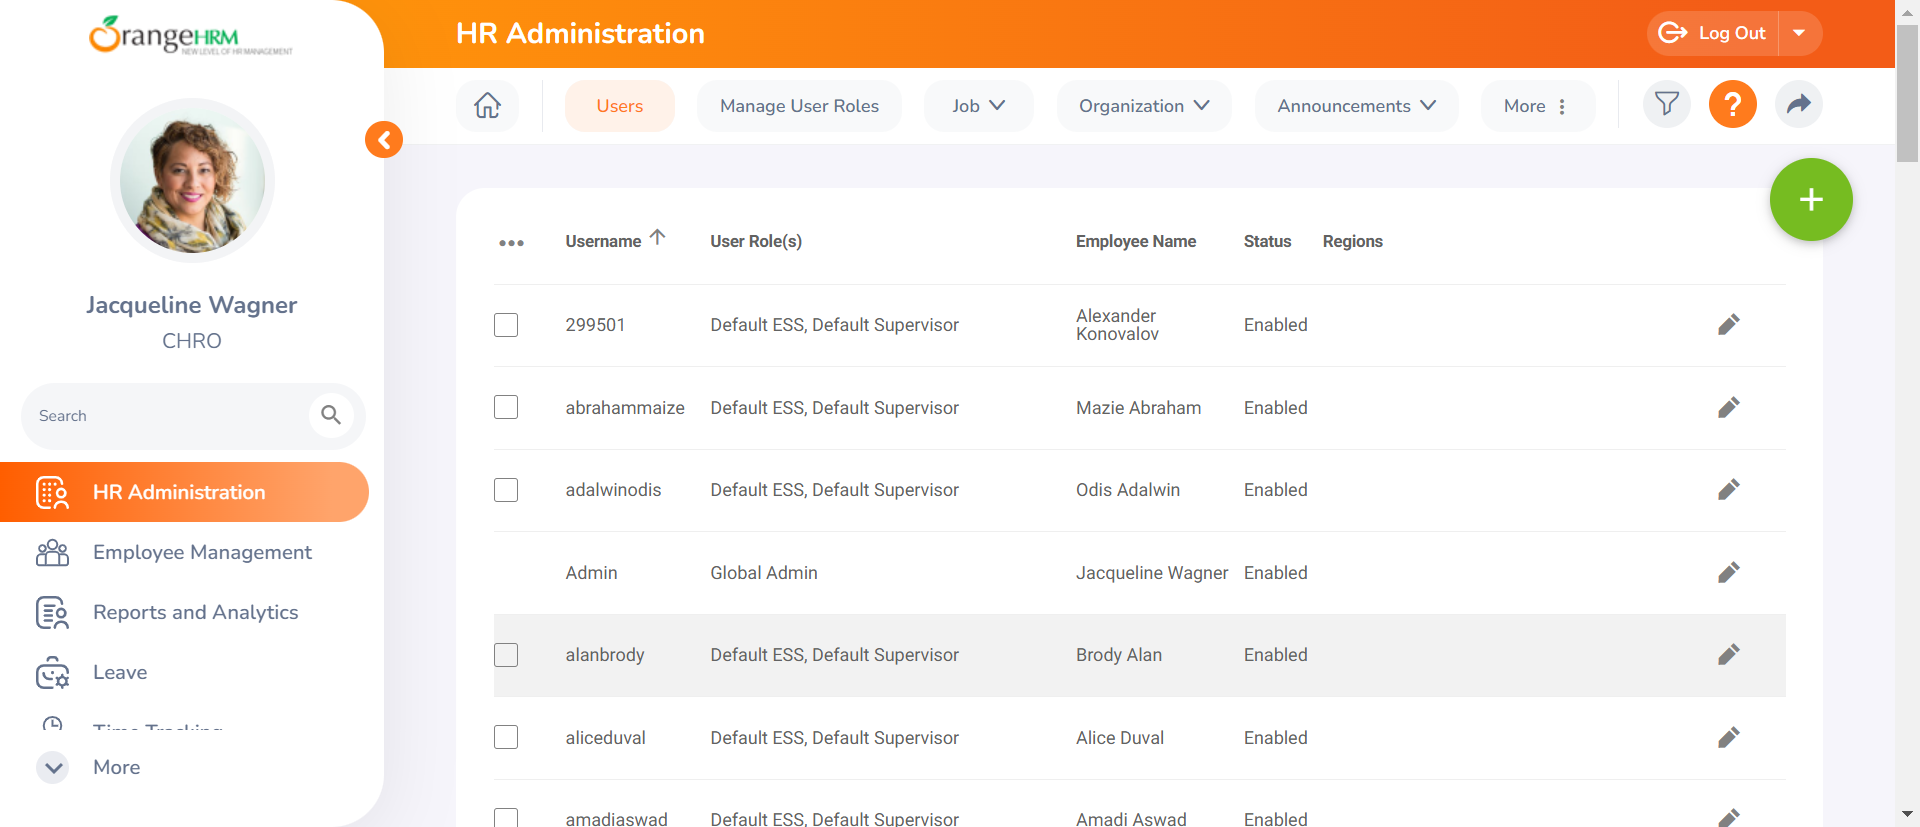 OrangeHRM
NEW LEVEL OF HR MANAGEMENT
HR Administration
Log Out
Users
Manage User Roles
Job
Organization
Announcements
More
?
Jacqueline Wagner
CHRO
Search
HR Administration
Employee Management
Reports and Analytics
Leave
Time Tracking
More
Username User Role(s) Employee Name Status Regions
299501 Default ESS, Default Supervisor Alexander Konovalov Enabled
abrahammaize Default ESS, Default Supervisor Mazie Abraham Enabled
adalwinodis Default ESS, Default Supervisor Odis Adalwin Enabled
Admin Global Admin Jacqueline Wagner Enabled
alanbrody Default ESS, Default Supervisor Brody Alan Enabled
aliceduval Default ESS, Default Supervisor Alice Duval Enabled
amadiaswad Default ESS, Default Supervisor Amadi Aswad Enabled